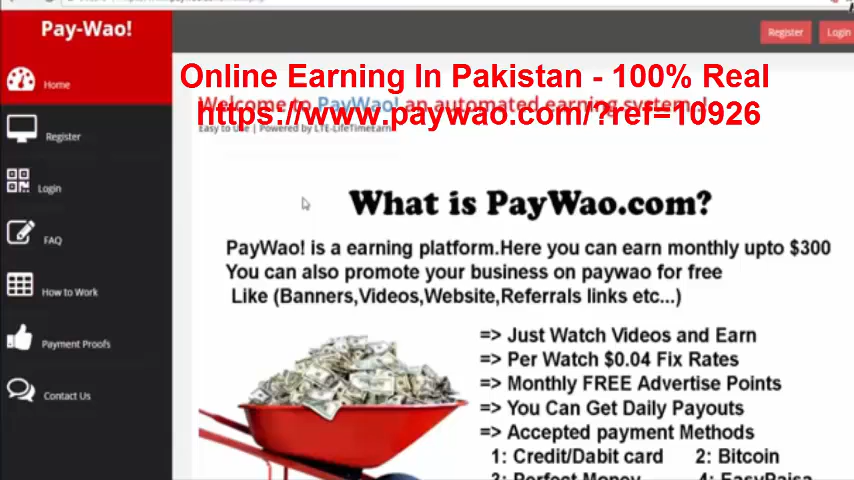 Pay-Wao!
Register
Login
Home
Register
Login
FAQ
How to Work
Payment Proofs
Contact Us
Online Earning In Pakistan - 100% Real
Welcome to PayWao! an automated earning system !
https://www.paywao.com/?ref=10926
Easy to Use | Powered by LTE-LifeTimeEarn
What is PayWao.com?
PayWao! is a earning platform.Here you can earn monthly upto $300
You can also promote your business on paywao for free
Like (Banners,Videos,Website,Referrals links etc...)
=> Just Watch Videos and Earn
=> Per Watch $0.04 Fix Rates
=> Monthly FREE Advertise Points
=> You Can Get Daily Payouts
=> Accepted payment Methods
1: Credit/Dabit card 2: Bitcoin
3: Perfect Money 4: EasyPaisa